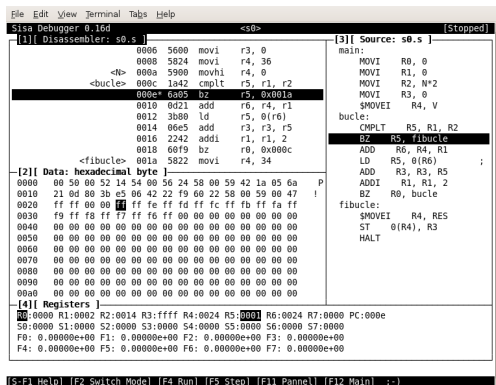 File Edit View Terminal Tabs Help
Sisa Debugger 0.16d <s0> [Stopped]
[1][ Disassembler: s0.s ]
0006 5600 movi r3, 0
0008 5824 movi r4, 36
<N> 000a 5900 movhi r4, 0
<bucle> 000c 1a42 cmplt r5, r1, r2
000e* 6a05 bz r5, 0x001a
0010 0d21 add r6, r4, r1
0012 3b80 ld r5, 0(r6)
0014 06e5 add r3, r3, r5
0016 2242 addi r1, r1, 2
0018 60f9 bz r0, 0x000c
<fibucle> 001a 5822 movi r4, 34
[3][ Source: s0.s ]
main:
MOVI R0, 0
MOVI R1, 0
MOVI R2, N*2
MOVI R3, 0
$MOVEI R4, V
bucle:
CMPLT R5, R1, R2
BZ R5, fibucle
ADD R6, R4, R1
LD R5, 0(R6) ;
ADD R3, R3, R5
ADDI R1, R1, 2
BZ R0, bucle
fibucle:
$MOVEI R4, RES
ST 0(R4), R3
HALT
[2][ Data: hexadecimal byte ]
0000 00 50 00 52 14 54 00 56 24 58 00 59 42 1a 05 6a P
0010 21 0d 80 3b e5 06 42 22 f9 60 22 58 00 59 00 47 !
0020 ff ff 00 00 ff ff fe ff fd ff fc ff fb ff fa ff
0030 f9 ff f8 ff f7 ff f6 ff 00 00 00 00 00 00 00 00
0040 00 00 00 00 00 00 00 00 00 00 00 00 00 00 00 00
0050 00 00 00 00 00 00 00 00 00 00 00 00 00 00 00 00
0060 00 00 00 00 00 00 00 00 00 00 00 00 00 00 00 00
0070 00 00 00 00 00 00 00 00 00 00 00 00 00 00 00 00
0080 00 00 00 00 00 00 00 00 00 00 00 00 00 00 00 00
0090 00 00 00 00 00 00 00 00 00 00 00 00 00 00 00 00
00a0 00 00 00 00 00 00 00 00 00 00 00 00 00 00 00 00
[4][ Registers ]
R0:0000 R1:0002 R2:0014 R3:ffff R4:0024 R5:0001 R6:0024 R7:0000 PC:000e
S0:0000 S1:0000 S2:0000 S3:0000 S4:0000 S5:0000 S6:0000 S7:0000
F0: 0.0000e+00 F1: 0.0000e+00 F2: 0.0000e+00 F3: 0.0000e+00
F4: 0.0000e+00 F5: 0.0000e+00 F6: 0.0000e+00 F7: 0.0000e+00
[S-F1 Help] [F2 Switch Mode] [F4 Run] [F5 Step] [F11 Pannel] [F12 Main] ;-)